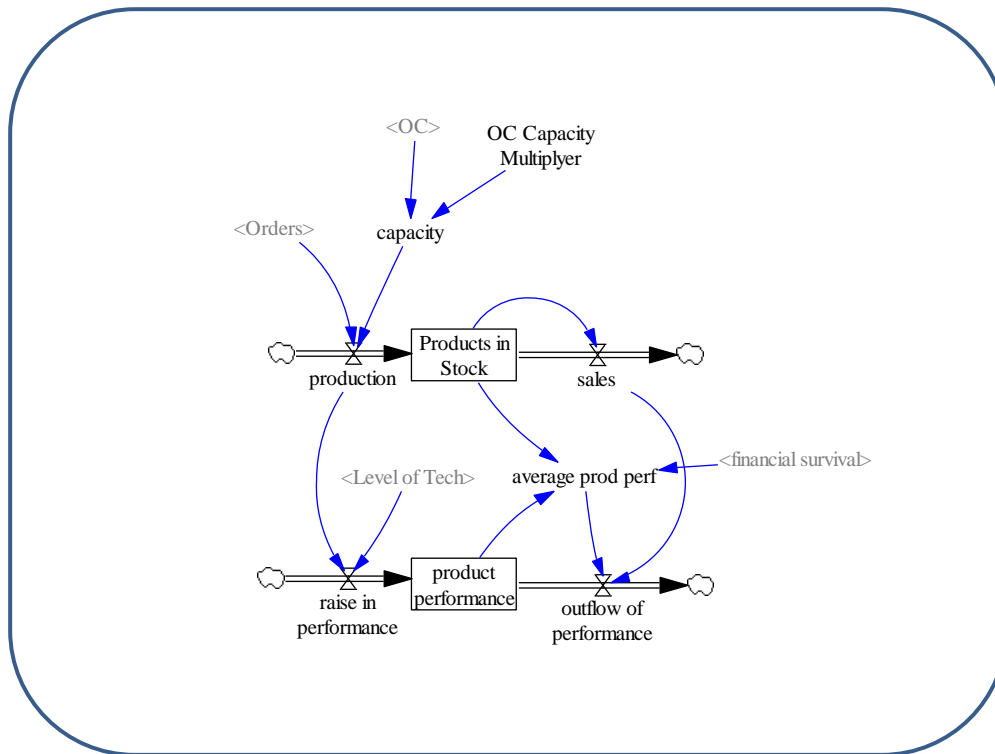 <OC>
OC Capacity
Multiplyer
<Orders>
capacity
Products in
Stock
production
sales
<Level of Tech>
average prod perf
<financial survival>
product
performance
raise in
performance
outflow of
performance